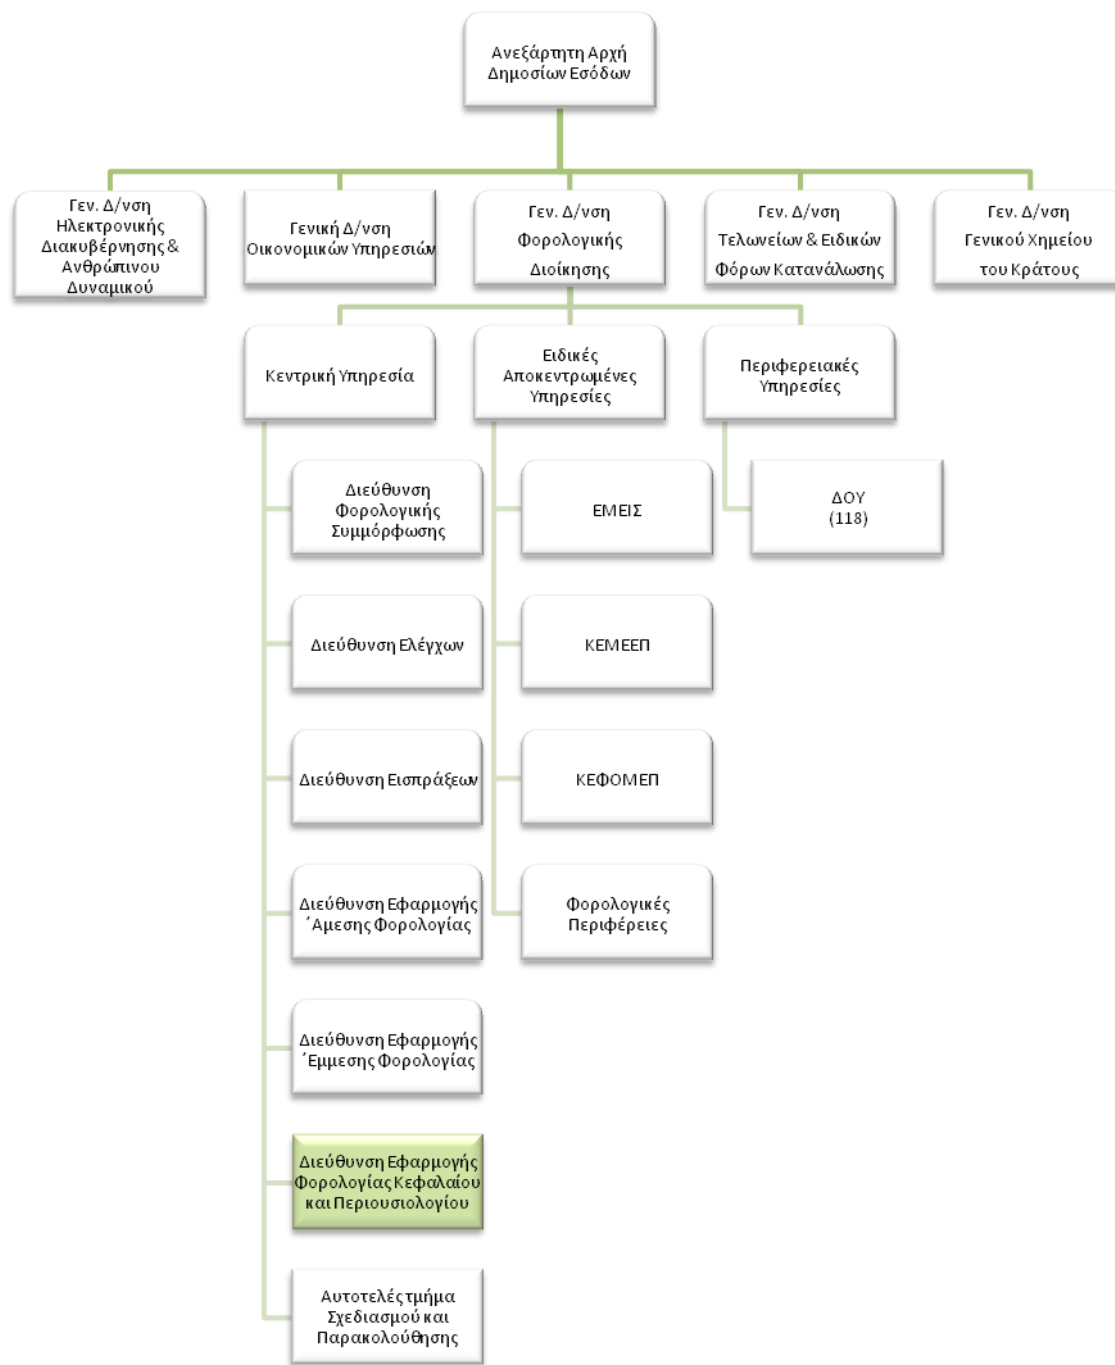 Ανεξάρτητη Αρχή
Δημοσίων Εσόδων
Γεν. Δ/νση
Ηλεκτρονικής
Διακυβέρνησης &
Ανθρώπινου
Δυναμικού
Γενική Δ/νση
Οικονομικών Υπηρεσιών
Γεν. Δ/νση
Φορολογικής
Διοίκησης
Γεν. Δ/νση
Τελωνείων & Ειδικών
Φόρων Κατανάλωσης
Γεν. Δ/νση
Γενικού Χημείου
του Κράτους
Κεντρική Υπηρεσία
Ειδικές
Αποκεντρωμένες
Υπηρεσίες
Περιφερειακές
Υπηρεσίες
Διεύθυνση
Φορολογικής
Συμμόρφωσης
Διεύθυνση Ελέγχων
Διεύθυνση Εισπράξεων
Διεύθυνση Εφαρμογής
΄Αμεσης Φορολογίας
Διεύθυνση Εφαρμογής
΄Εμμεσης Φορολογίας
Διεύθυνση Εφαρμογής
Φορολογίας Κεφαλαίου
και Περιουσιολογίου
Αυτοτελές τμήμα
Σχεδιασμού και
Παρακολούθησης
ΕΜΕΙΣ
ΚΕΜΕΕΠ
ΚΕΦΟΜΕΠ
Φορολογικές
Περιφέρειες
ΔΟΥ
(118)